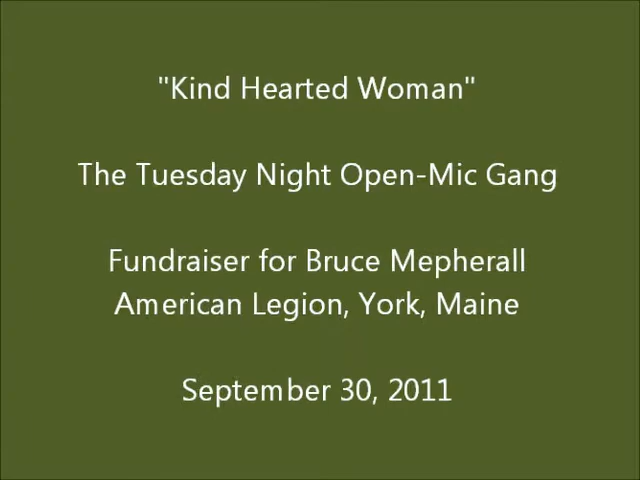 "Kind Hearted Woman"
The Tuesday Night Open-Mic Gang
Fundraiser for Bruce Mepherall
American Legion, York, Maine
September 30, 2011